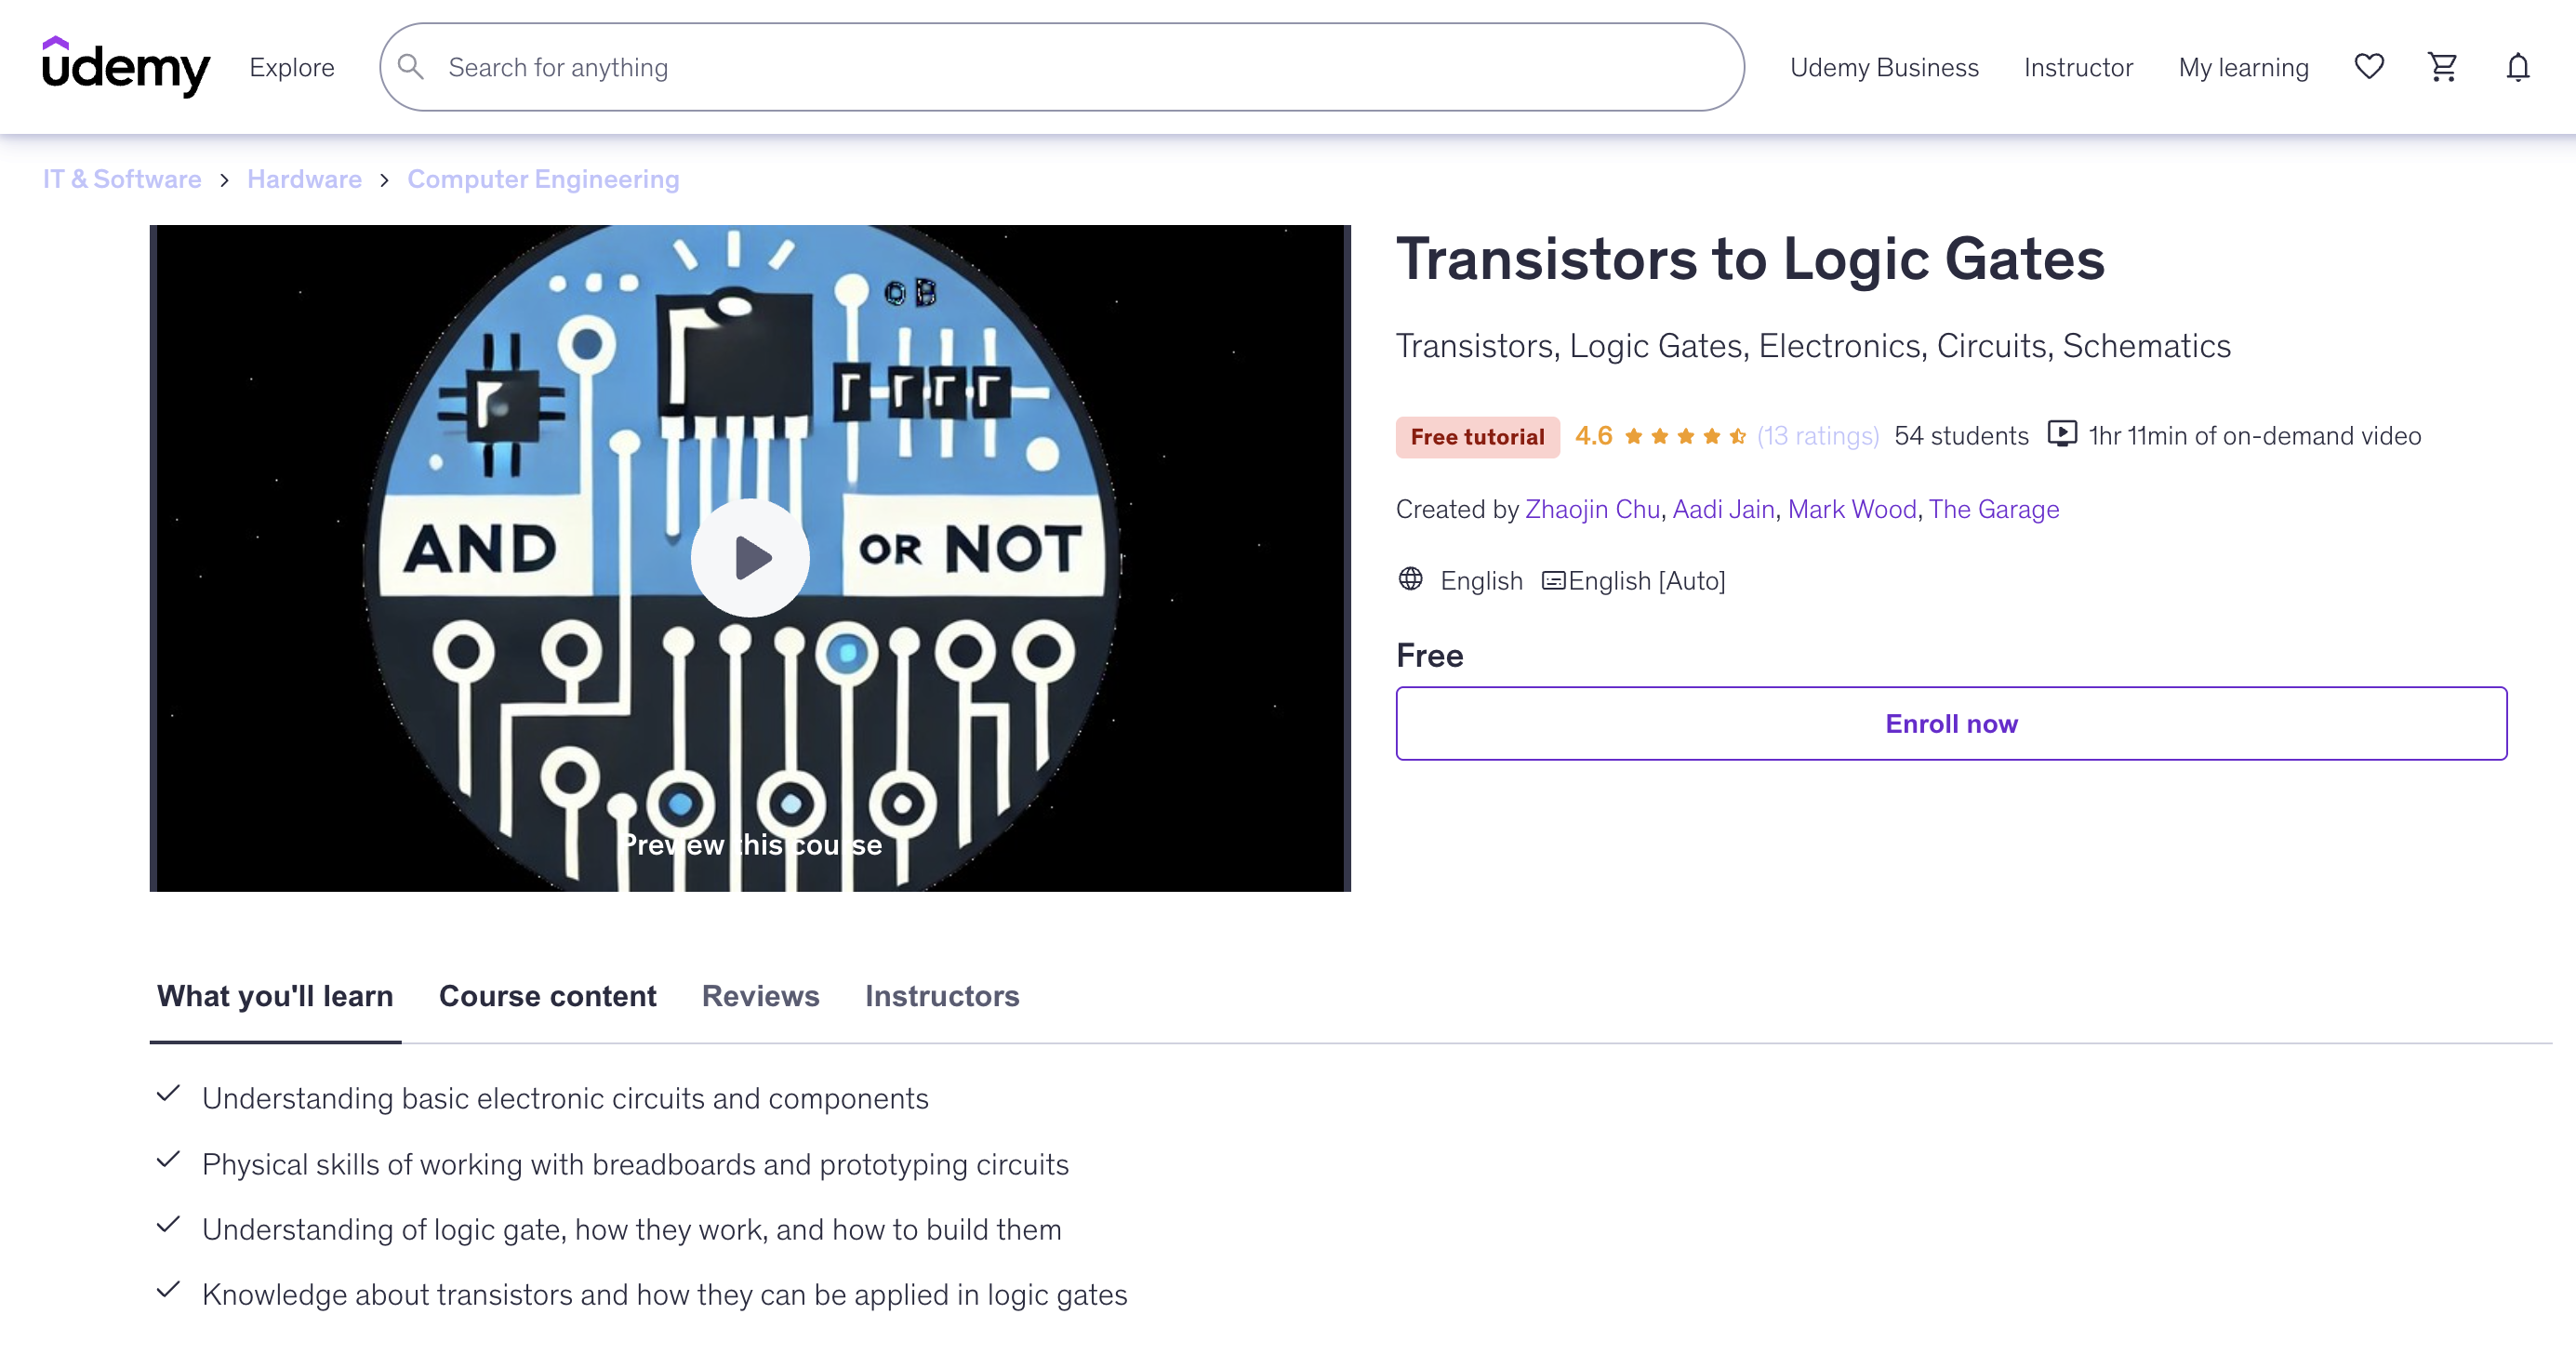 udemy
Explore
Search for anything
Udemy Business
Instructor
My learning
IT & Software > Hardware > Computer Engineering
AND
OR NOT
Preview this course
Transistors to Logic Gates
Transistors, Logic Gates, Electronics, Circuits, Schematics
Free tutorial 4.6 (13 ratings) 54 students 1hr 11min of on-demand video
Created by Zhaojin Chu, Aadi Jain, Mark Wood, The Garage
English English [Auto]
Free
Enroll now
What you'll learn
Course content
Reviews
Instructors
Understanding basic electronic circuits and components
Physical skills of working with breadboards and prototyping circuits
Understanding of logic gate, how they work, and how to build them
Knowledge about transistors and how they can be applied in logic gates